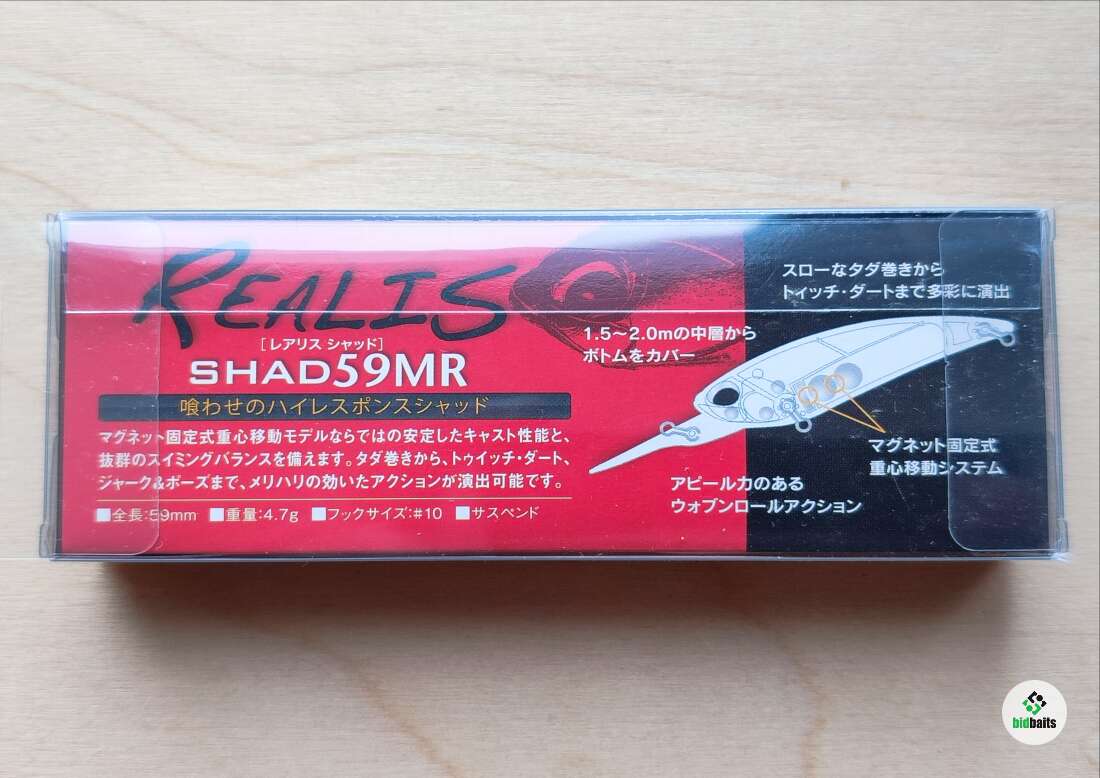 REALIS
[レアリス シャッド]
SHAD59MR
喰わせのハイレスポンスシャッド
マグネット固定式重心移動モデルならではの安定したキャスト性能と、
抜群のスイミングバランスを備えます。タダ巻きから、トゥイッチ・ダート、
ジャーク&ポーズまで、メリハリの効いたアクションが演出可能です。
■全長:59mm ■重量:4.7g ■フックサイズ:#10 ■サスペンド
スローなタダ巻きから
トィッチ・ダートまで多彩に演出
1.5～2.0mの中層から
ボトムをカバー
マグネット固定式
重心移動システム
アピール力のある
ウォブンロールアクション
bidbaits